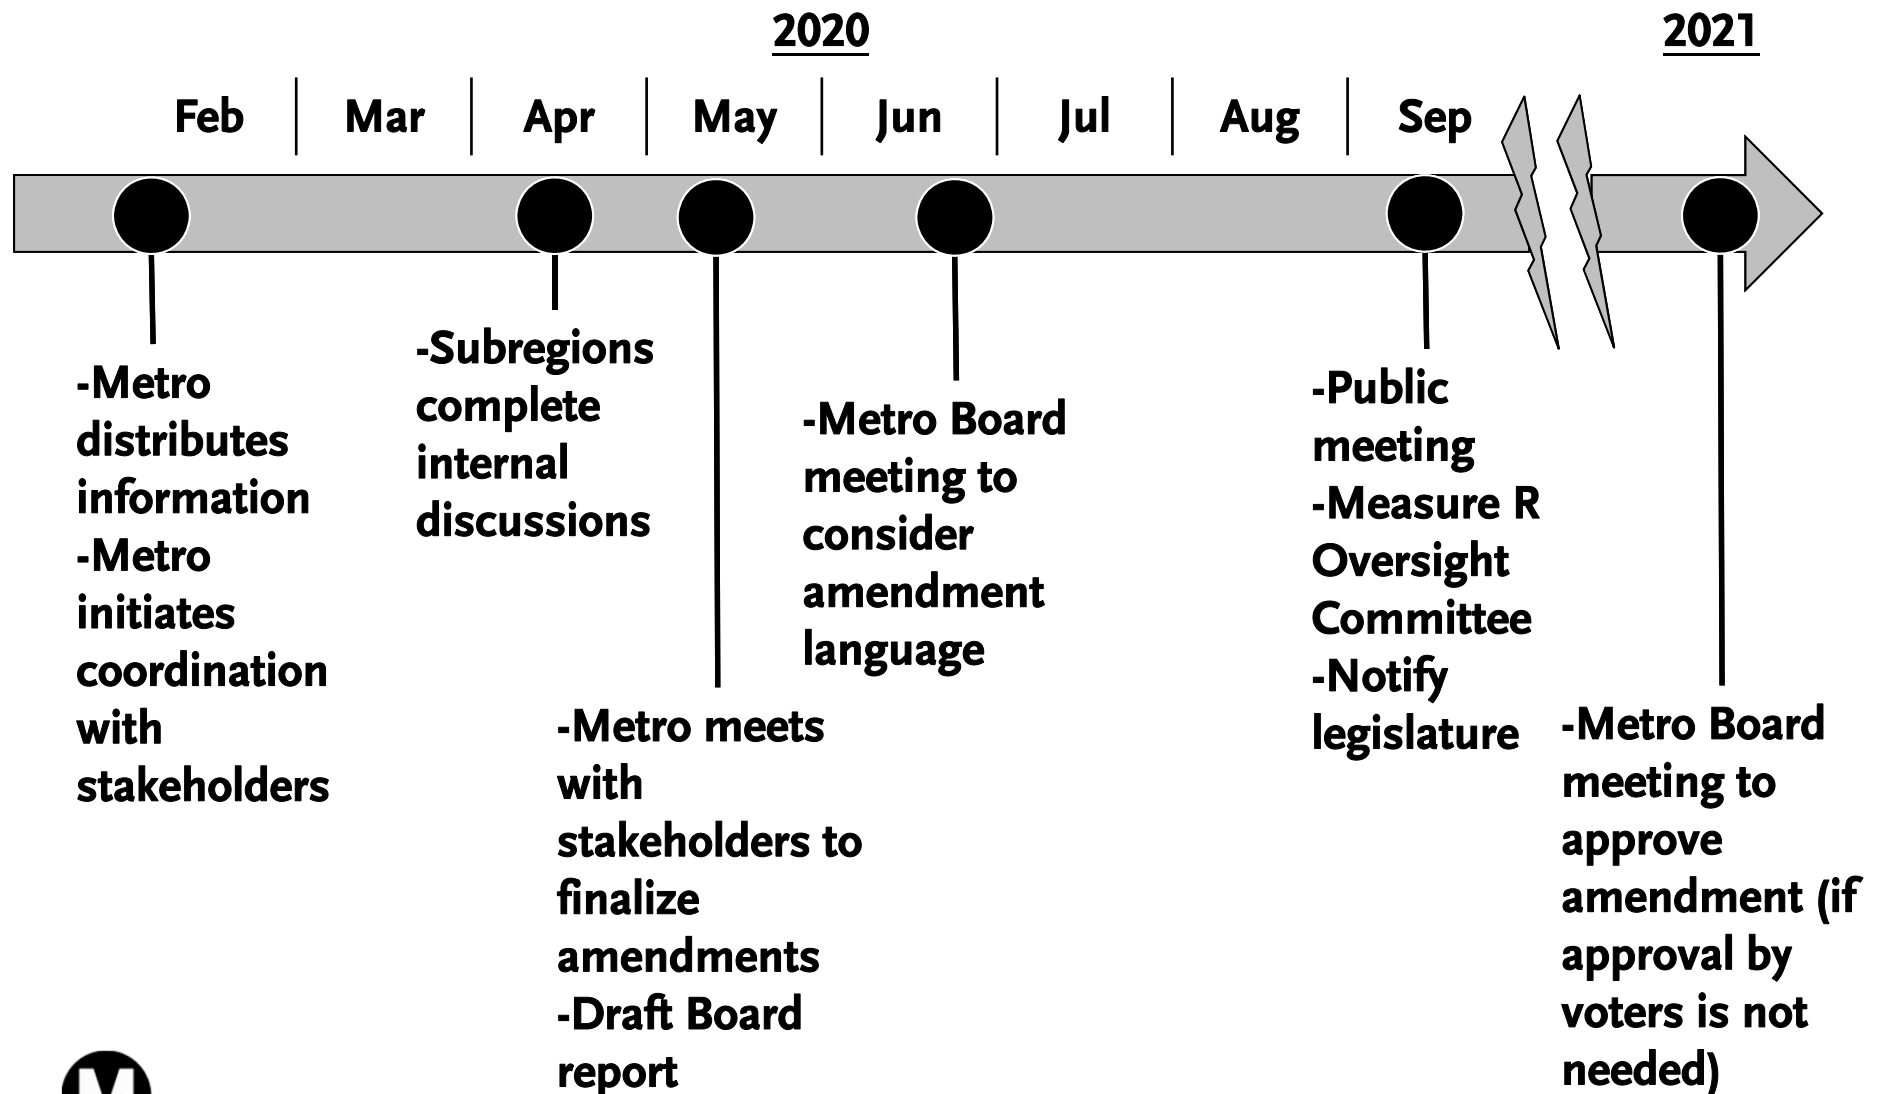 2020
2021
Feb
Mar
Apr
May
Jun
Jul
Aug
Sep
-Metro
distributes
information
-Metro
initiates
coordination
with
stakeholders
-Subregions
complete
internal
discussions
-Metro meets
with
stakeholders to
finalize
amendments
-Draft Board
report
-Metro Board
meeting to
consider
amendment
language
-Public
meeting
-Measure R
Oversight
Committee
-Notify
legislature
-Metro Board
meeting to
approve
amendment (if
approval by
voters is not
needed)
M